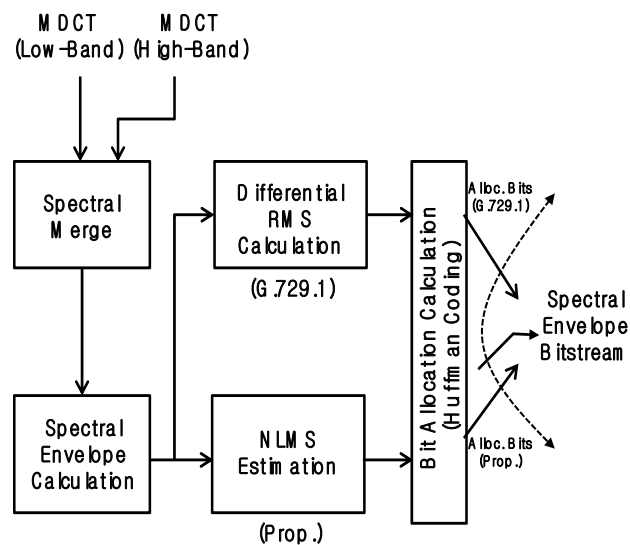 MDCT
(Low-Band)
MDCT
(High-Band)
Spectral
Merge
Differential
RMS
Calculation
(G.729.1)
Bit Allocation Calculation
(Huffman Coding)
Alloc. Bits
(G.729.1)
Spectral
Envelope
Bitstream
Spectral
Envelope
Calculation
NLMS
Estimation
(Prop.)
Alloc. Bits
(Prop.)